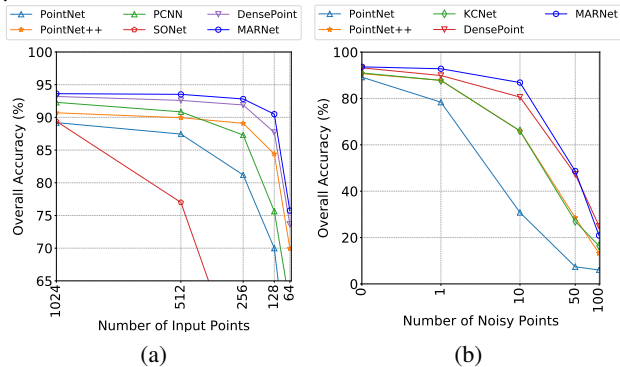 PointNet PCNN DensePoint
PointNet++ SONet MARNet
100
95
90
85
80
75
70
65
Overall Accuracy (%)
1024 512 256 128 64
Number of Input Points
(a)
PointNet KCNet MARNet
PointNet++ DensePoint
100
80
60
40
20
0
Overall Accuracy (%)
0 1 10 50 100
Number of Noisy Points
(b)